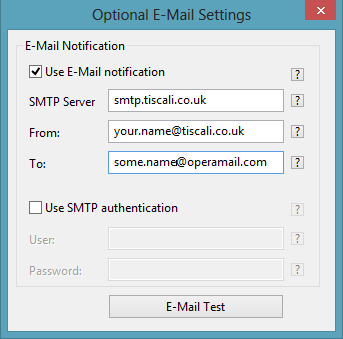 Optional E-Mail Settings
x
E-Mail Notification
Use E-Mail notification
?
SMTP Server
smtp.tiscali.co.uk
?
From:
your.name@tiscali.co.uk
?
To:
some.name@operamail.com
?
Use SMTP authentication
?
User:
?
Password:
?
E-Mail Test